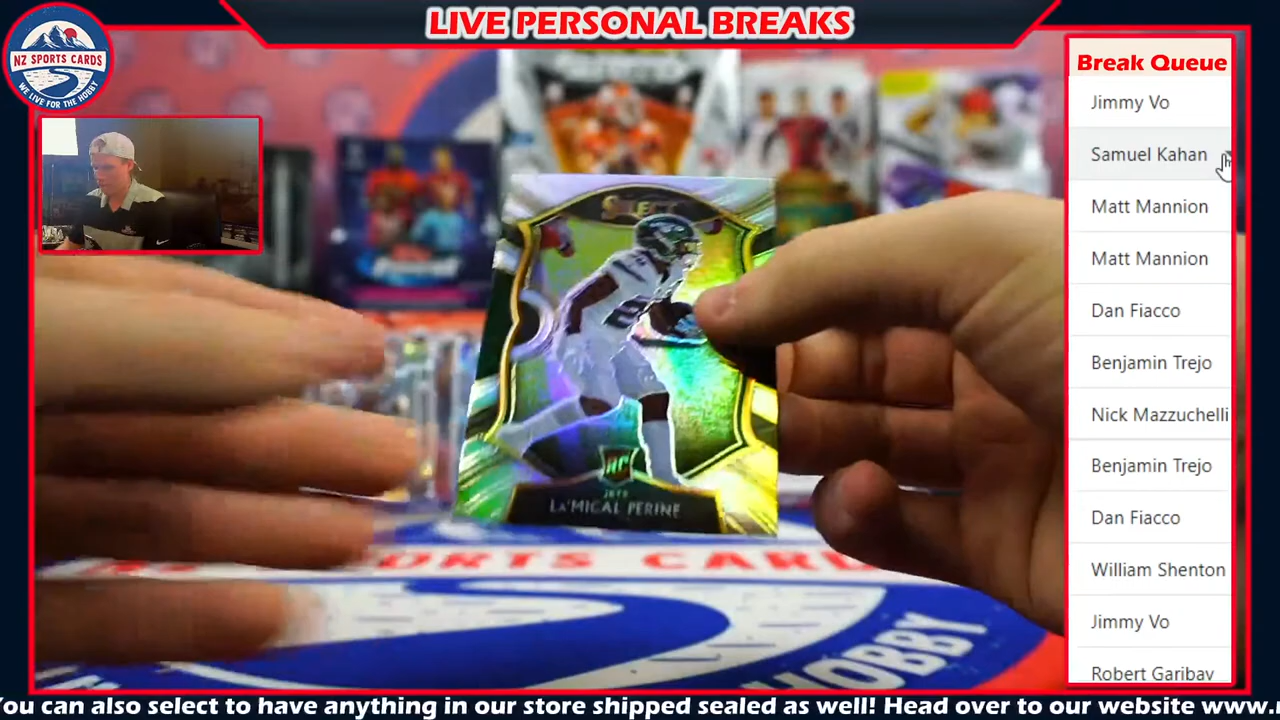 LIVE PERSONAL BREAKS
NZ SPORTS CARDS
WE LIVE FOR THE HOBBY
Break Queue
Jimmy Vo
Samuel Kahan
Matt Mannion
Matt Mannion
Dan Fiacco
Benjamin Trejo
Nick Mazzuchelli
Benjamin Trejo
Dan Fiacco
William Shenton
Jimmy Vo
Robert Garibay
SELECT
RC
JETS
LA'MICAL PERINE
SPORTS CARD
HOBBY
You can also select to have anything in our store shipped sealed as well! Head over to our website www.